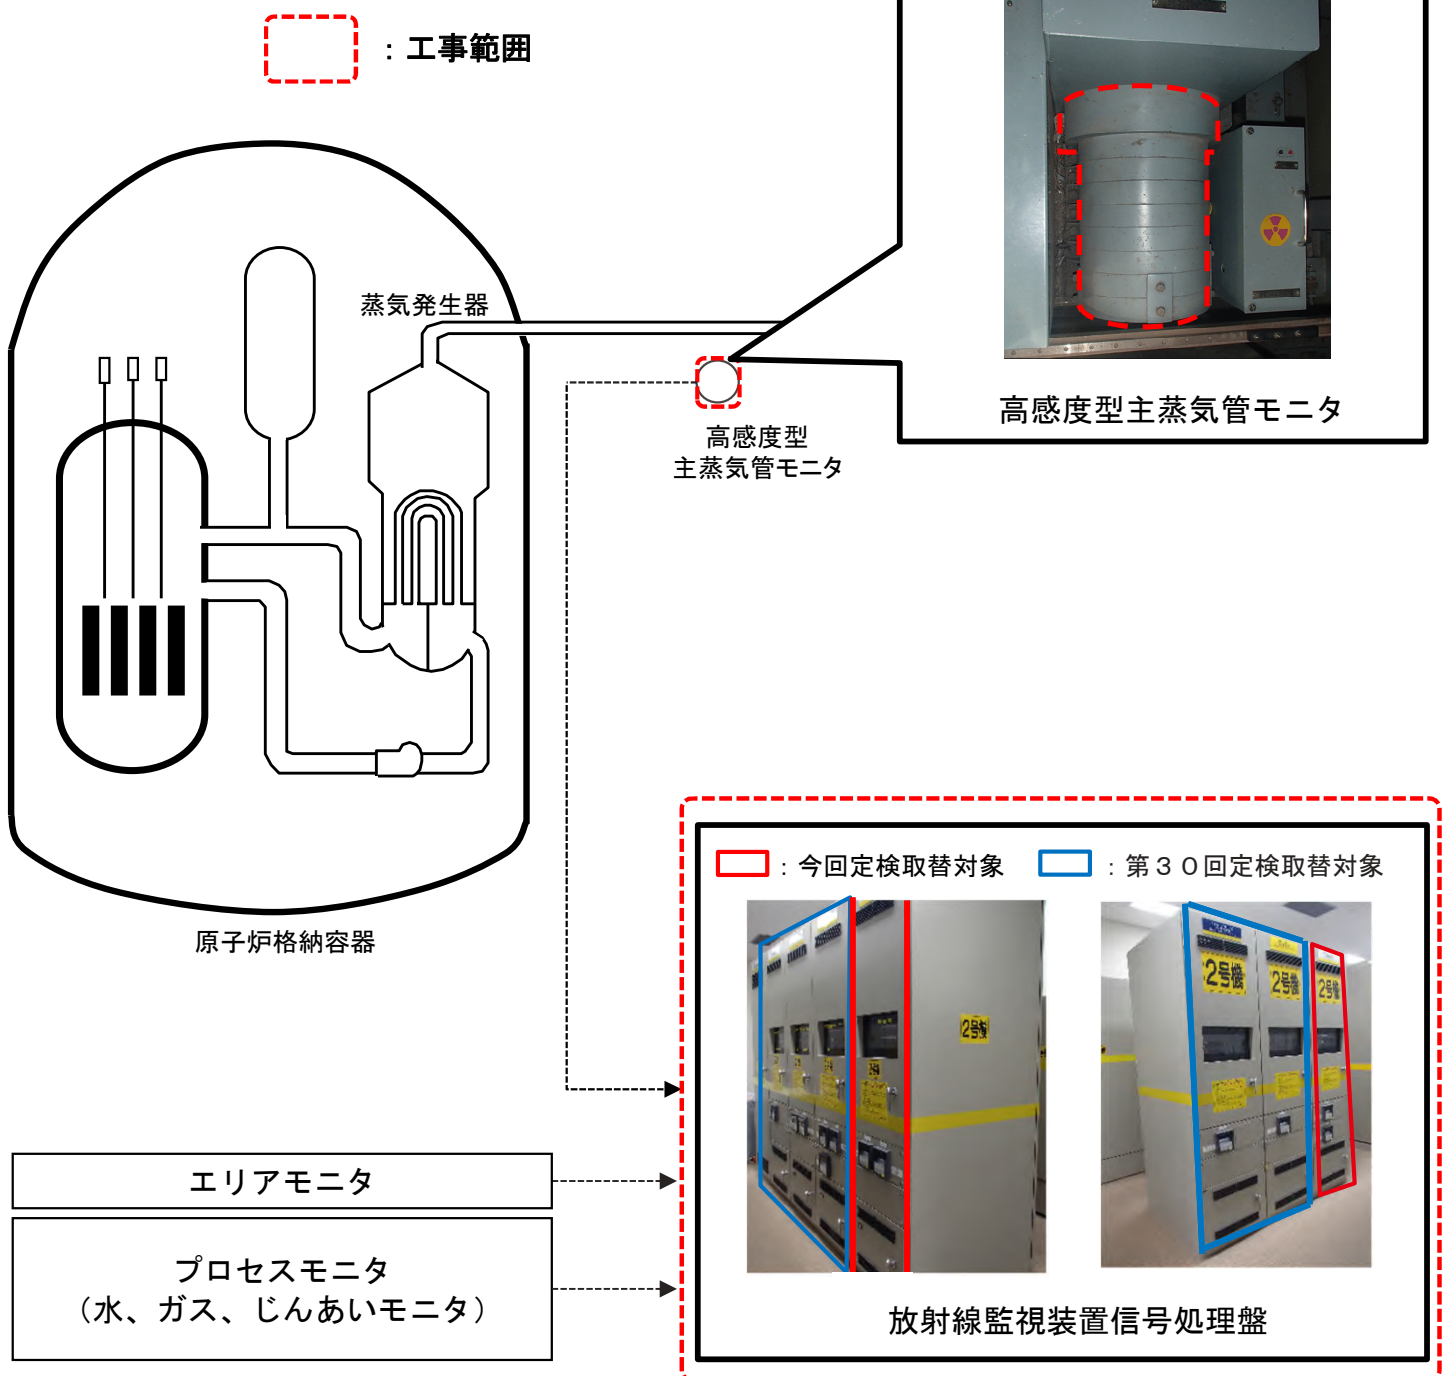 ：工事範囲
蒸気発生器
高感度型主蒸気管モニタ
高感度型
主蒸気管モニタ
原子炉格納容器
：今回定検取替対象
：第３０回定検取替対象
2号機
2号機
2号機
2号機
エリアモニタ
プロセスモニタ
（水、ガス、じんあいモニタ）
放射線監視装置信号処理盤